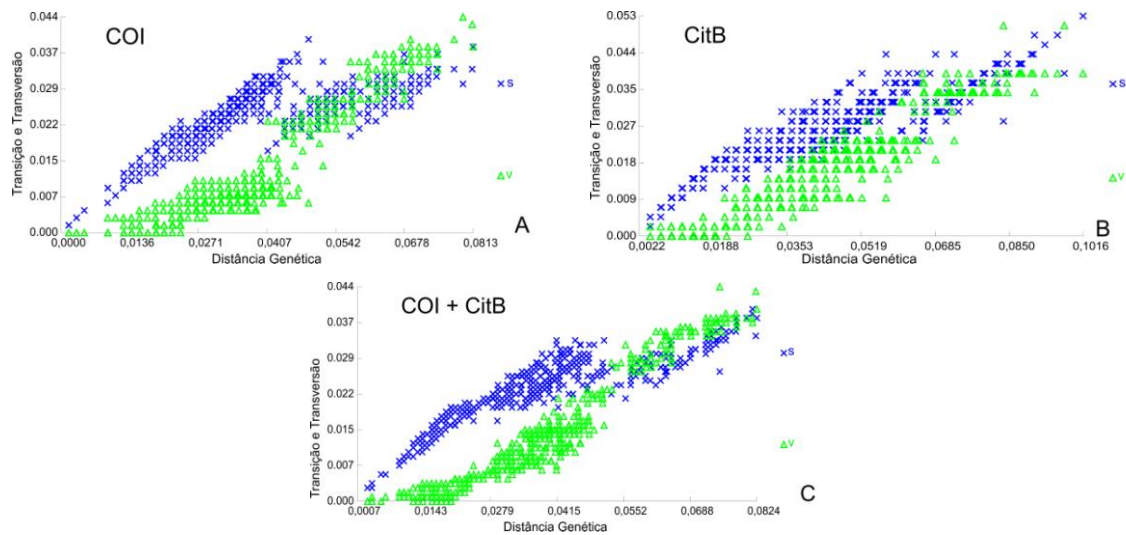 COI
Transição e Transversão
0.044
0.037
0.029
0.022
0.015
0.007
0.000
0,0000 0,0136 0,0271 0,0407 0,0542 0,0678 0,0813
Distância Genética
S
V
A
CitB
Transição e Transversão
0.053
0.044
0.035
0.027
0.018
0.009
0.000
0,0022 0,0188 0,0353 0,0519 0,0685 0,0850 0,1016
Distância Genética
S
V
B
COI + CitB
Transição e Transversão
0.044
0.037
0.029
0.022
0.015
0.007
0.000
0,0007 0,0143 0,0279 0,0415 0,0552 0,0688 0,0824
Distância Genética
S
V
C